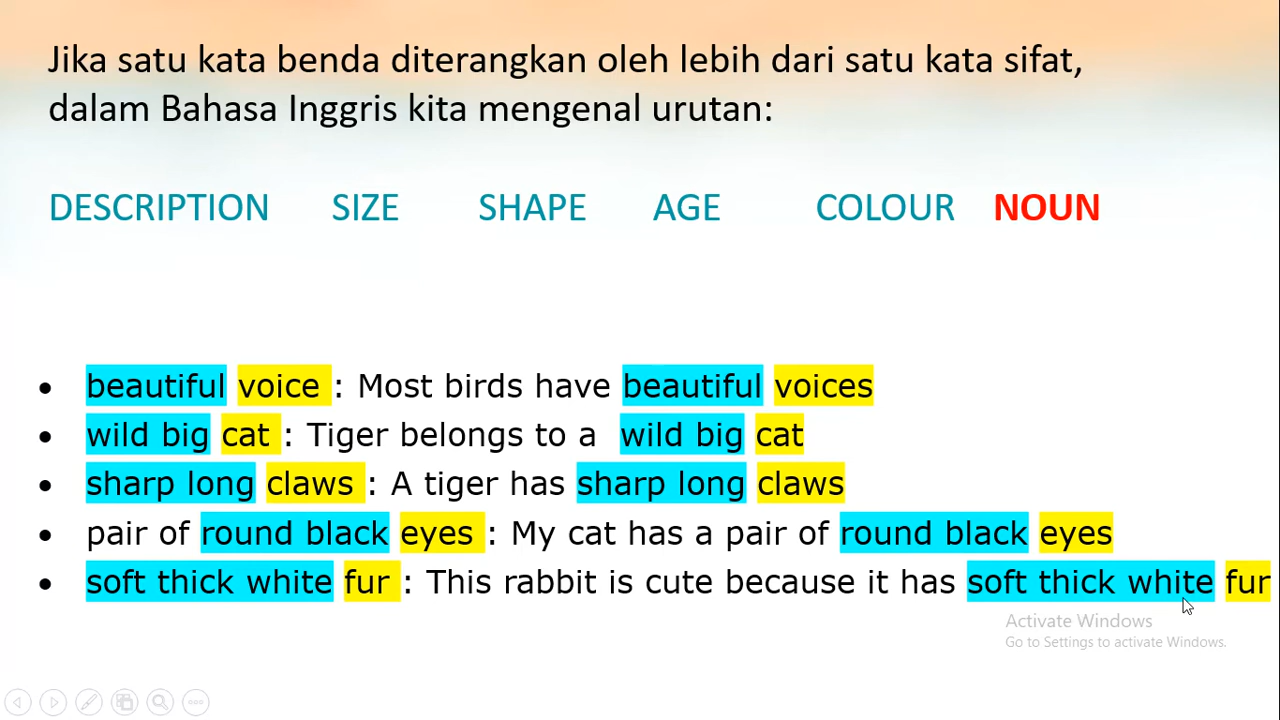 Jika satu kata benda diterangkan oleh lebih dari satu kata sifat,
dalam Bahasa Inggris kita mengenal urutan:
DESCRIPTION SIZE SHAPE AGE COLOUR NOUN
• beautiful voice : Most birds have beautiful voices
• wild big cat : Tiger belongs to a wild big cat
• sharp long claws : A tiger has sharp long claws
• pair of round black eyes : My cat has a pair of round black eyes
• soft thick white fur : This rabbit is cute because it has soft thick white fur
Activate Windows
Go to Settings to activate Windows.